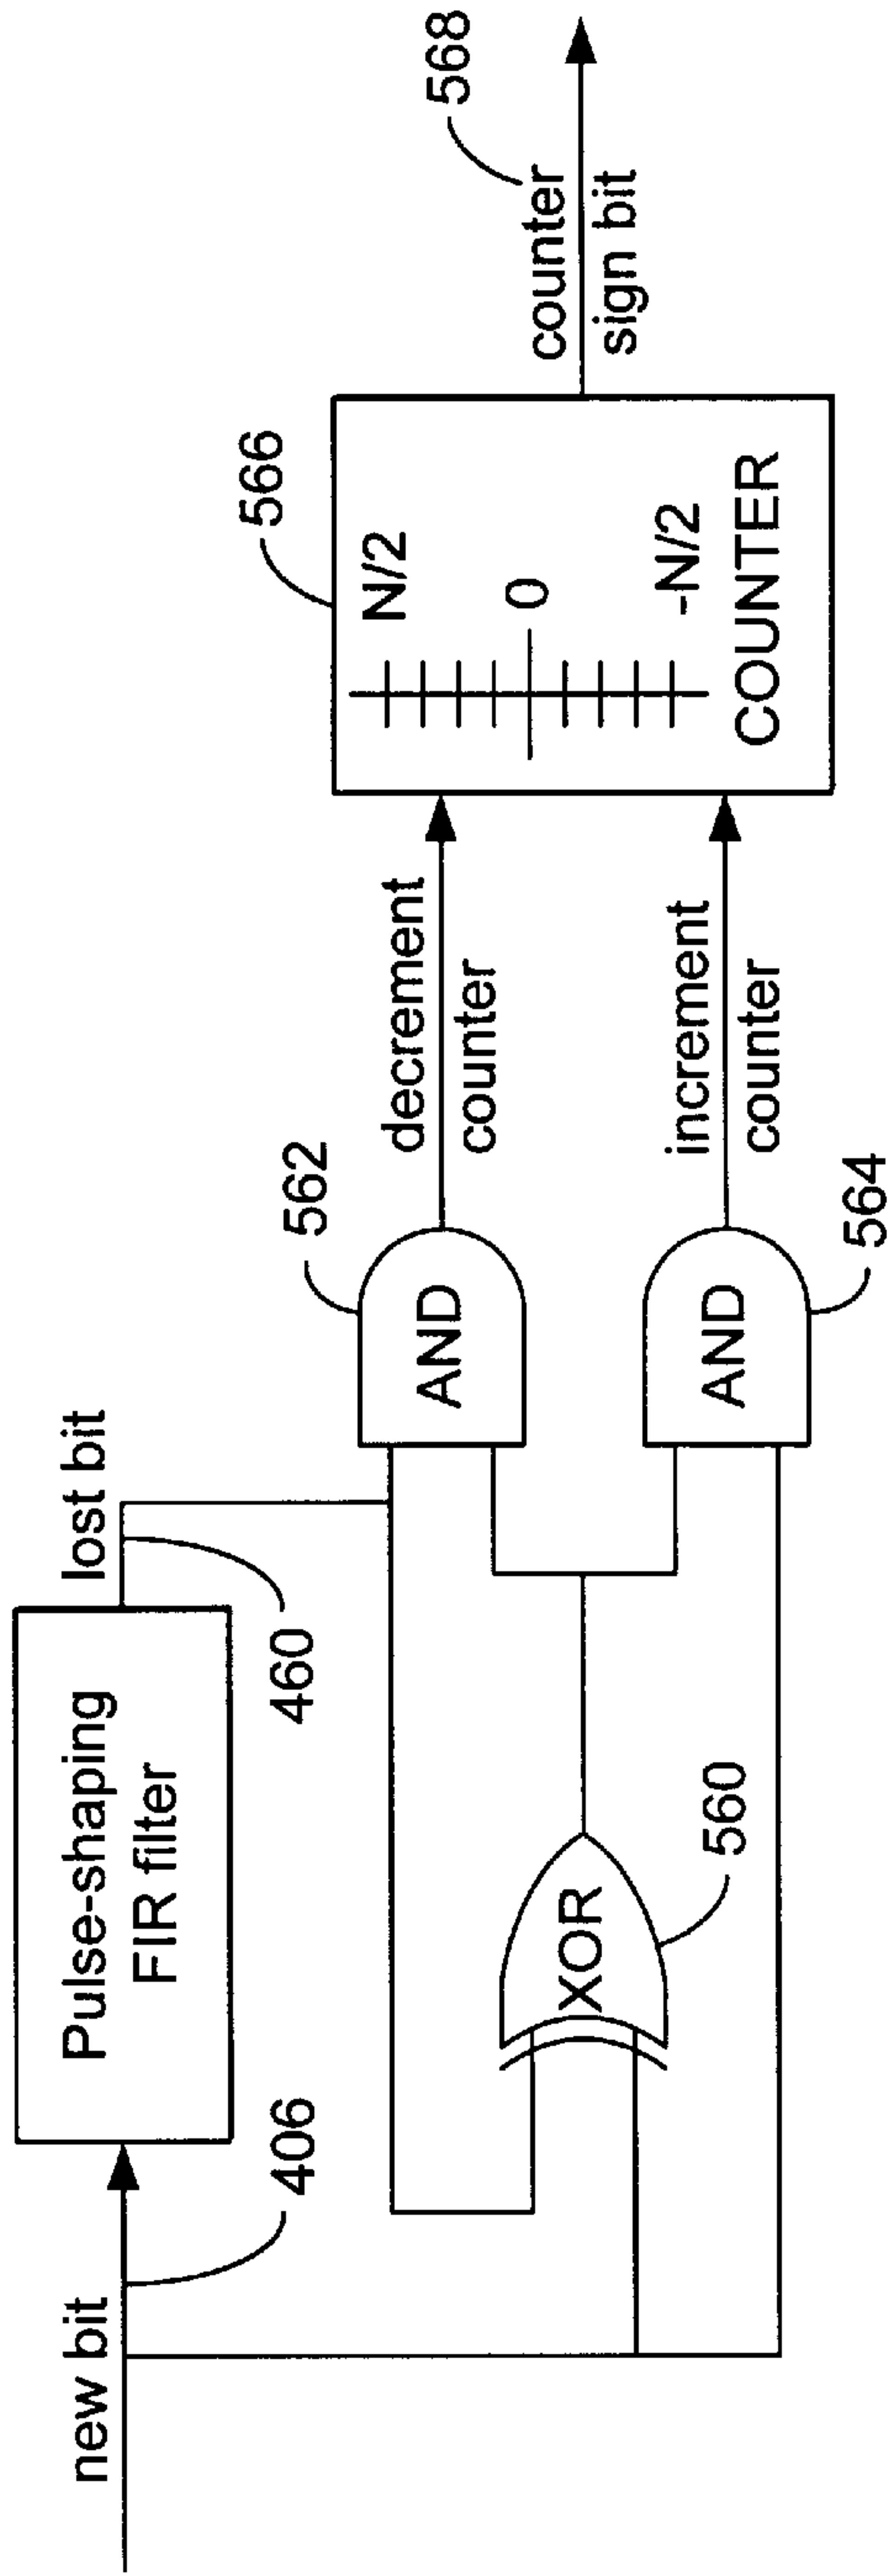 new bit
406
Pulse-shaping
FIR filter
lost bit
460
XOR
560
AND
562
AND
564
decrement
counter
increment
counter
566
N/2
0
-N/2
COUNTER
counter
sign bit
568